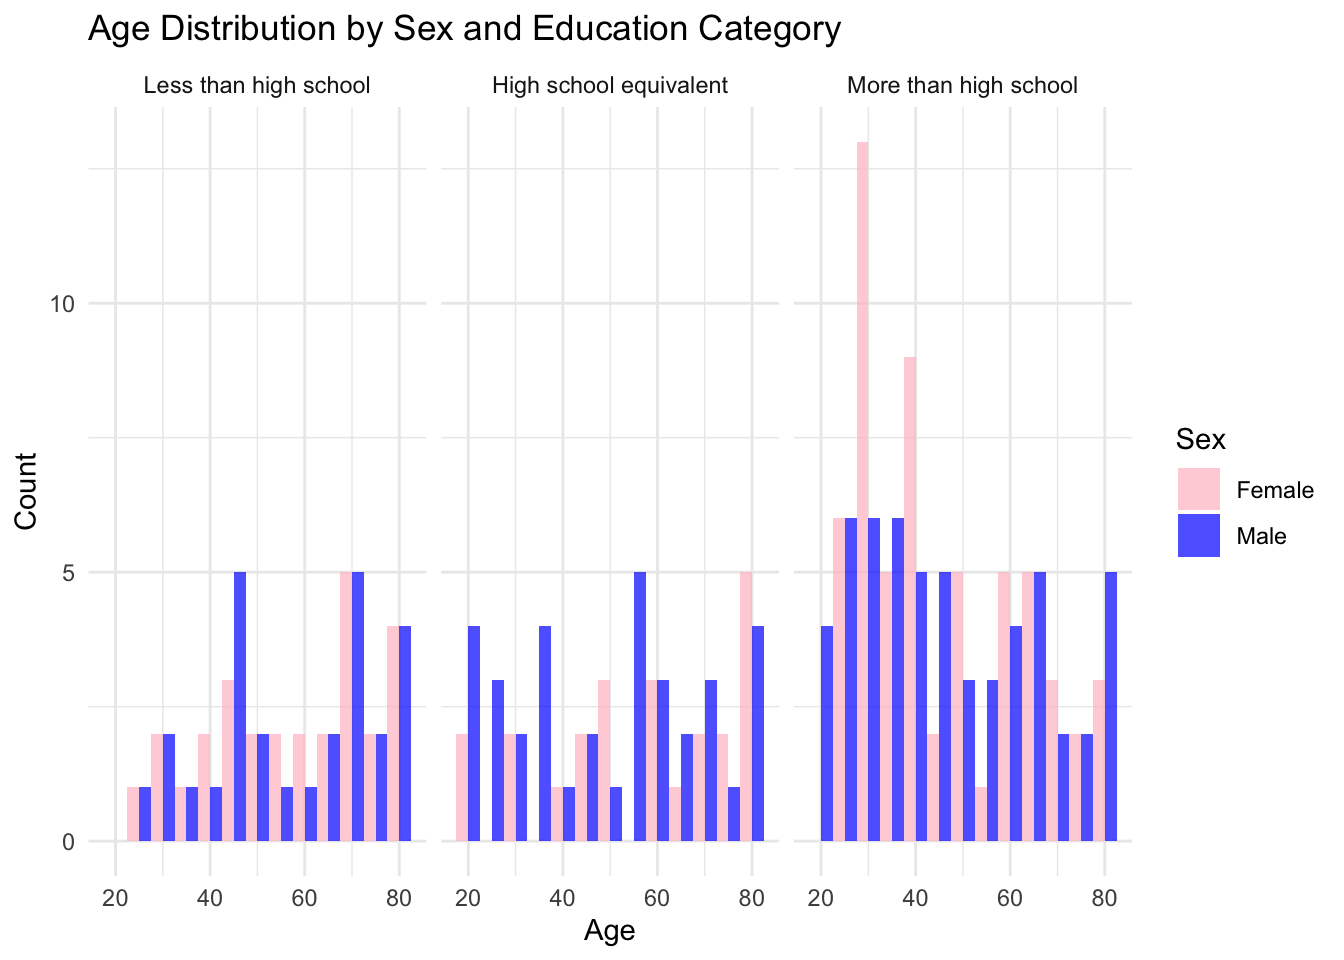 Age Distribution by Sex and Education Category
Less than high school
High school equivalent
More than high school
Count
10
5
0
20 40 60 80
20 40 60 80
20 40 60 80
Age
Sex
Female
Male